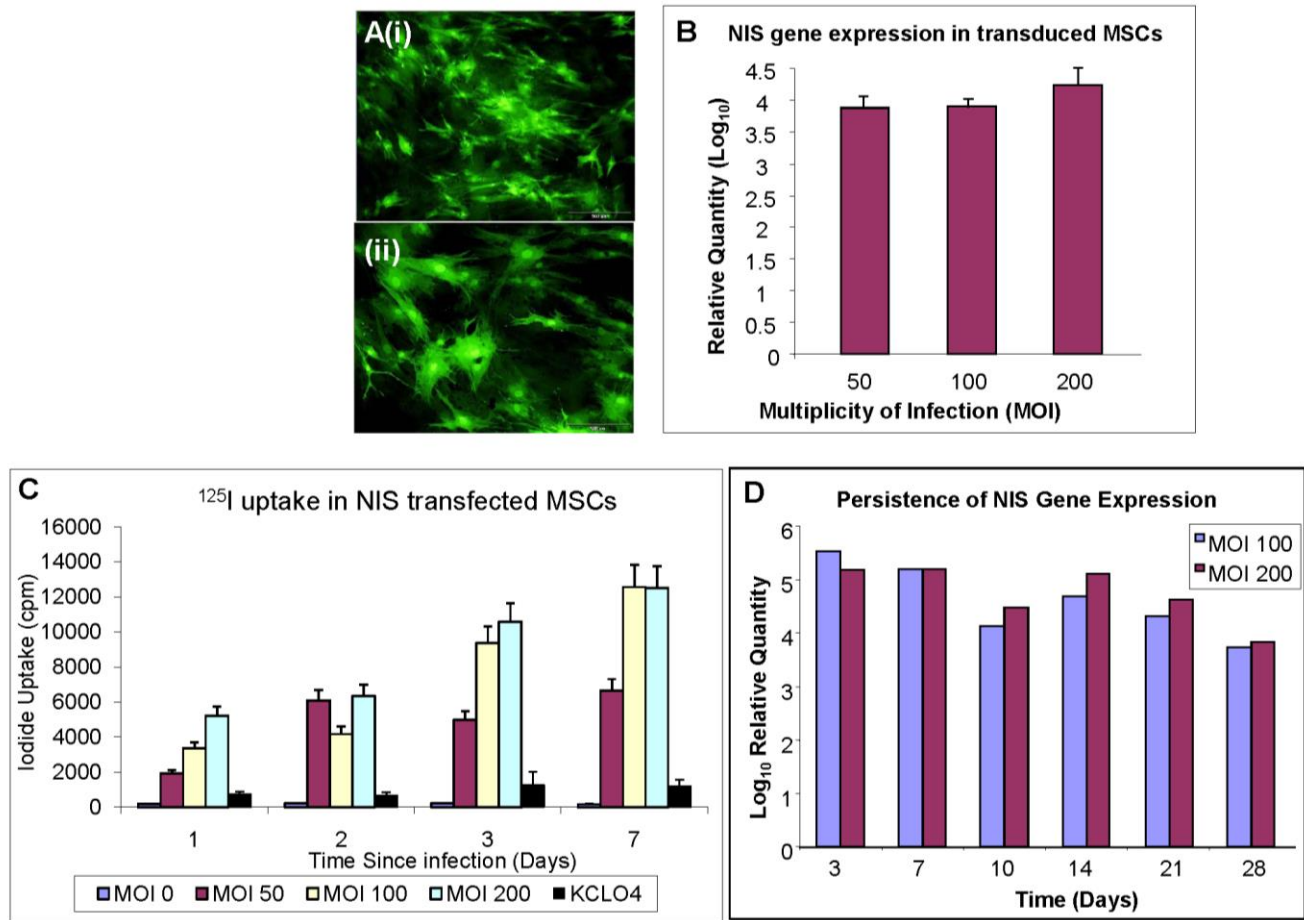 A(i)
(ii)
B NIS gene expression in transduced MSCs
Relative Quantity (Log10)
4.5
4
3.5
3
2.5
2
1.5
1
0
50 100 200
Multiplicity of Infection (MOI)
C
125I uptake in NIS transfected MSCs
Iodide Uptake (cpm)
16000
14000
12000
10000
8000
6000
4000
2000
0
1 2 3 7
Time Since infection (Days)
MOI 0 MOI 50 MOI 100 MOI 200 KCLO4
D
Persistence of NIS Gene Expression
MOI 100
MOI 200
Log10 Relative Quantity
6
5
4
3
2
1
0
3 7 10 14 21 28
Time (Days)